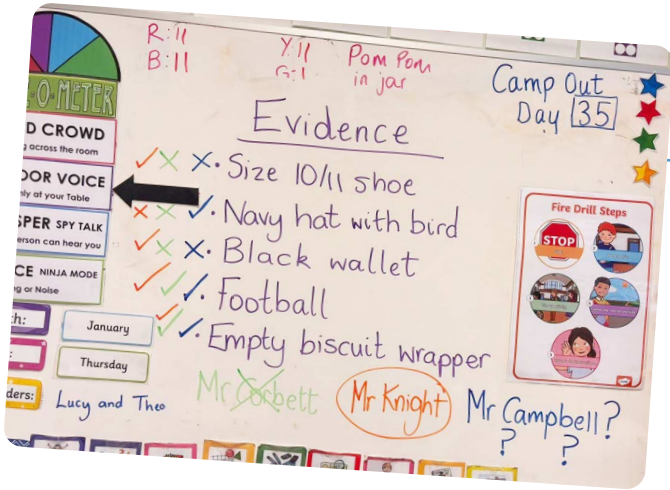 R:11
B:11
Y:11
G:1
Pom Pom
in jar
Camp Out
Day 35
-O-METER
D CROWD
g across the room
OOR VOICE
nly at your Table
SPER SPY TALK
erson can hear you
CE NINJA MODE
ng or Noise
Evidence
✓ × × • Size 10/11 shoe
× × ✓ • Navy hat with bird
✓ × × • Black wallet
✓ ✓ ✓ • Football
✓ ✓ ✓ • Empty biscuit wrapper
Fire Drill Steps
STOP
th:
January
Thursday
ders:
Lucy and Theo
Mr Corbett
Mr Knight
Mr Campbell?
? ?